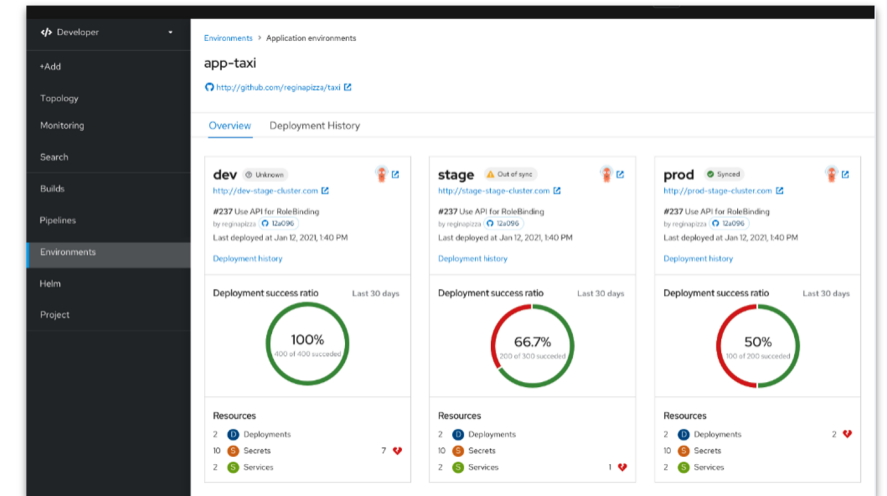 Developer
+Add
Topology
Monitoring
Search
Builds
Pipelines
Environments
Helm
Project
Environments > Application environments
app-taxi
http://github.com/reginapizza/taxi
Overview Deployment History
dev Unknown
http://dev-stage-cluster.com
#237 Use API for RoleBinding
by reginapizza 12a096
Last deployed at Jan 12, 2021, 1:40 PM
Deployment history
Deployment success ratio Last 30 days
100%
400 of 400 succeded
Resources
2 D Deployments
10 S Secrets 7
2 S Services
stage Out of sync
http://stage-stage-cluster.com
#237 Use API for RoleBinding
by reginapizza 12a096
Last deployed at Jan 12, 2021, 1:40 PM
Deployment history
Deployment success ratio Last 30 days
66.7%
200 of 300 succeded
Resources
2 D Deployments
10 S Secrets
2 S Services 1
prod Synced
http://prod-stage-cluster.com
#237 Use API for RoleBinding
by reginapizza 12a096
Last deployed at Jan 12, 2021, 1:40 PM
Deployment history
Deployment success ratio Last 30 days
50%
100 of 200 succeded
Resources
2 D Deployments 2
10 S Secrets
2 S Services